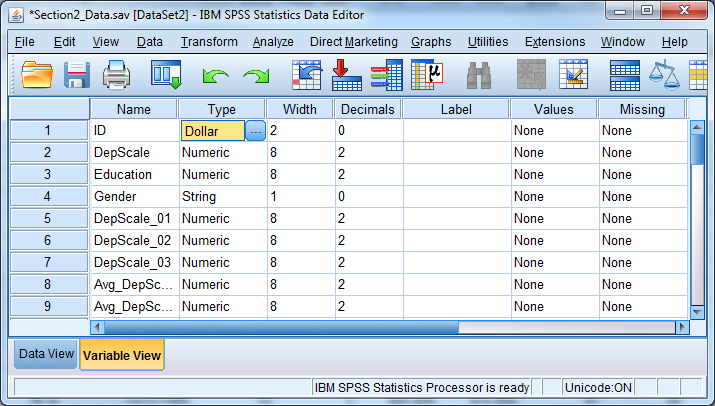 *Section2_Data.sav [DataSet2] - IBM SPSS Statistics Data Editor
File Edit View Data Transform Analyze Direct Marketing Graphs Utilities Extensions Window Help
Name Type Width Decimals Label Values Missing
1 ID Dollar ... 2 0 None None
2 DepScale Numeric 8 2 None None
3 Education Numeric 8 2 None None
4 Gender String 1 0 None None
5 DepScale_01 Numeric 8 2 None None
6 DepScale_02 Numeric 8 2 None None
7 DepScale_03 Numeric 8 2 None None
8 Avg_DepSc... Numeric 8 2 None None
9 Avg_DepSc... Numeric 8 2 None None
Data View Variable View
IBM SPSS Statistics Processor is ready Unicode:ON